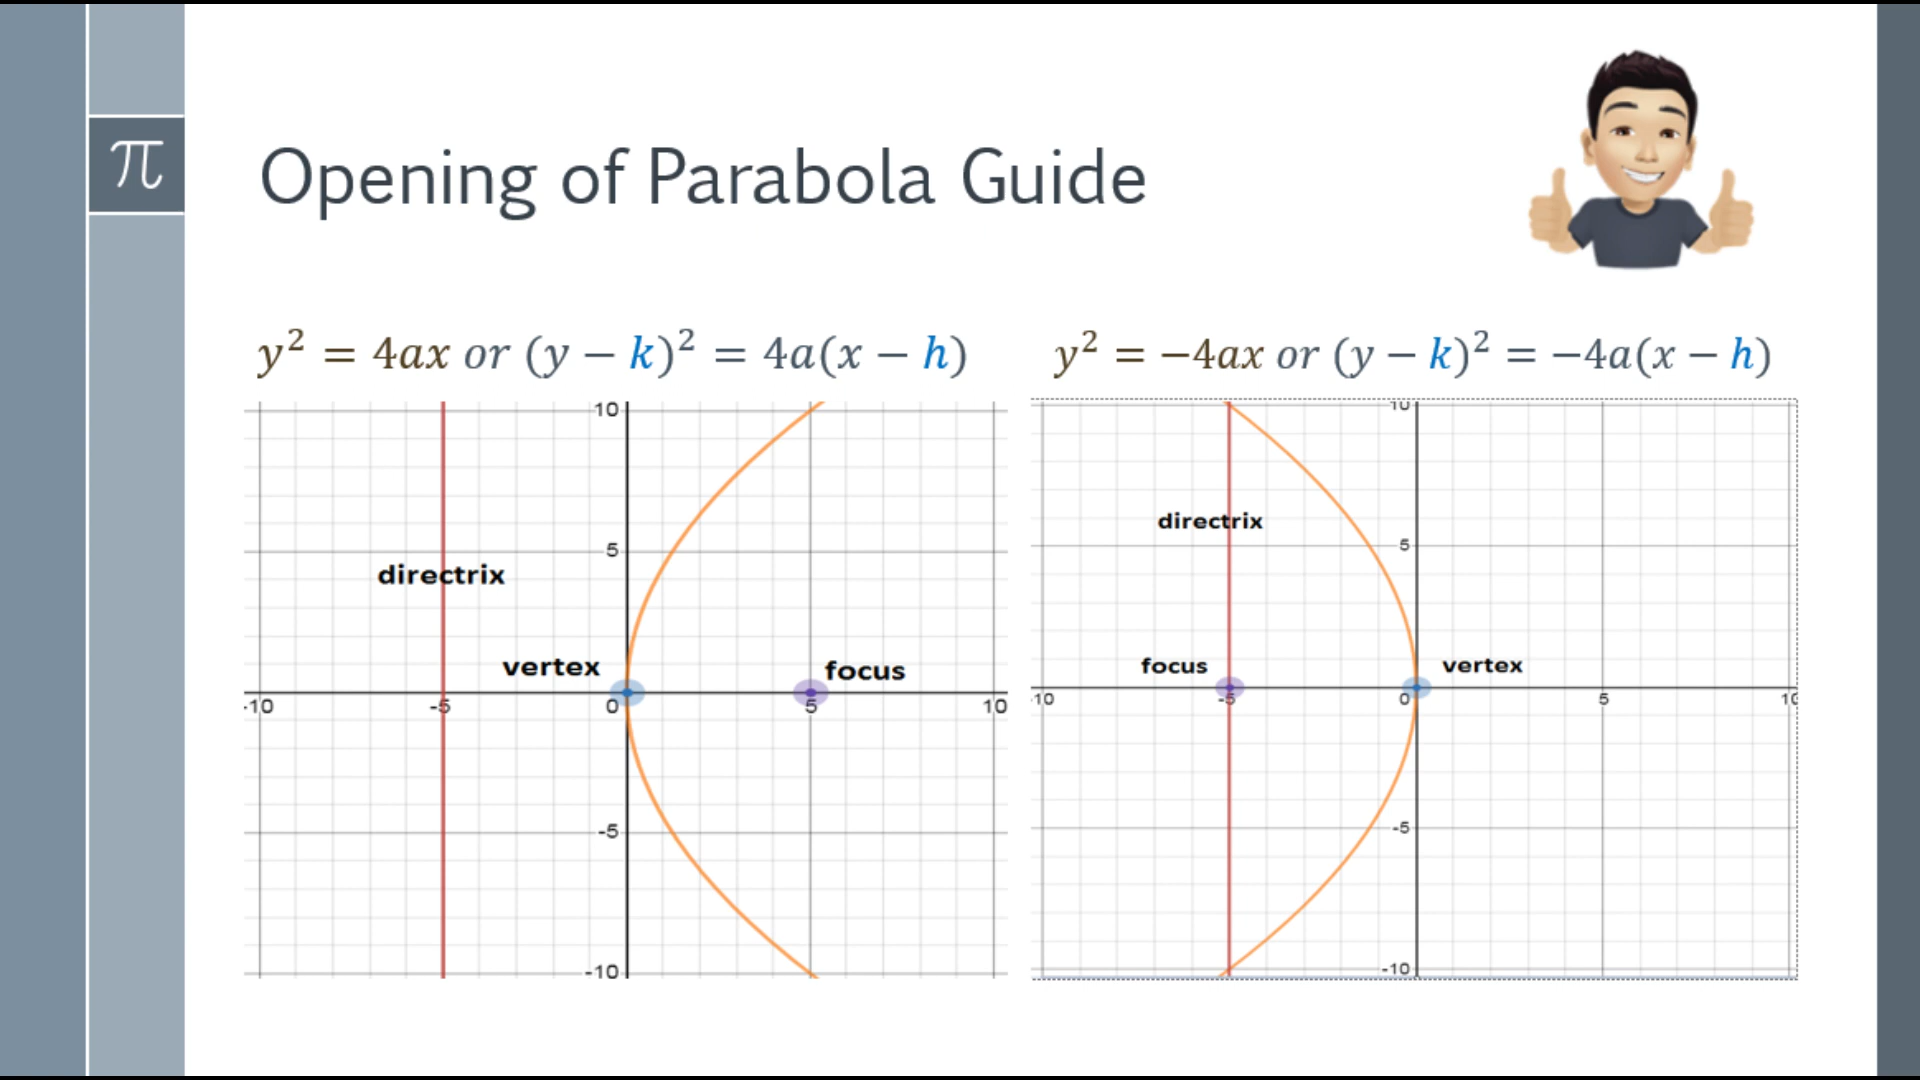 π
Opening of Parabola Guide
y² = 4ax or (y − k)² = 4a(x − h)
y² = −4ax or (y − k)² = −4a(x − h)
10
5
directrix
vertex
focus
-10
-5
0
5
10
-5
-10
10
directrix
5
focus
vertex
10
-5
0
5
10
-5
-10